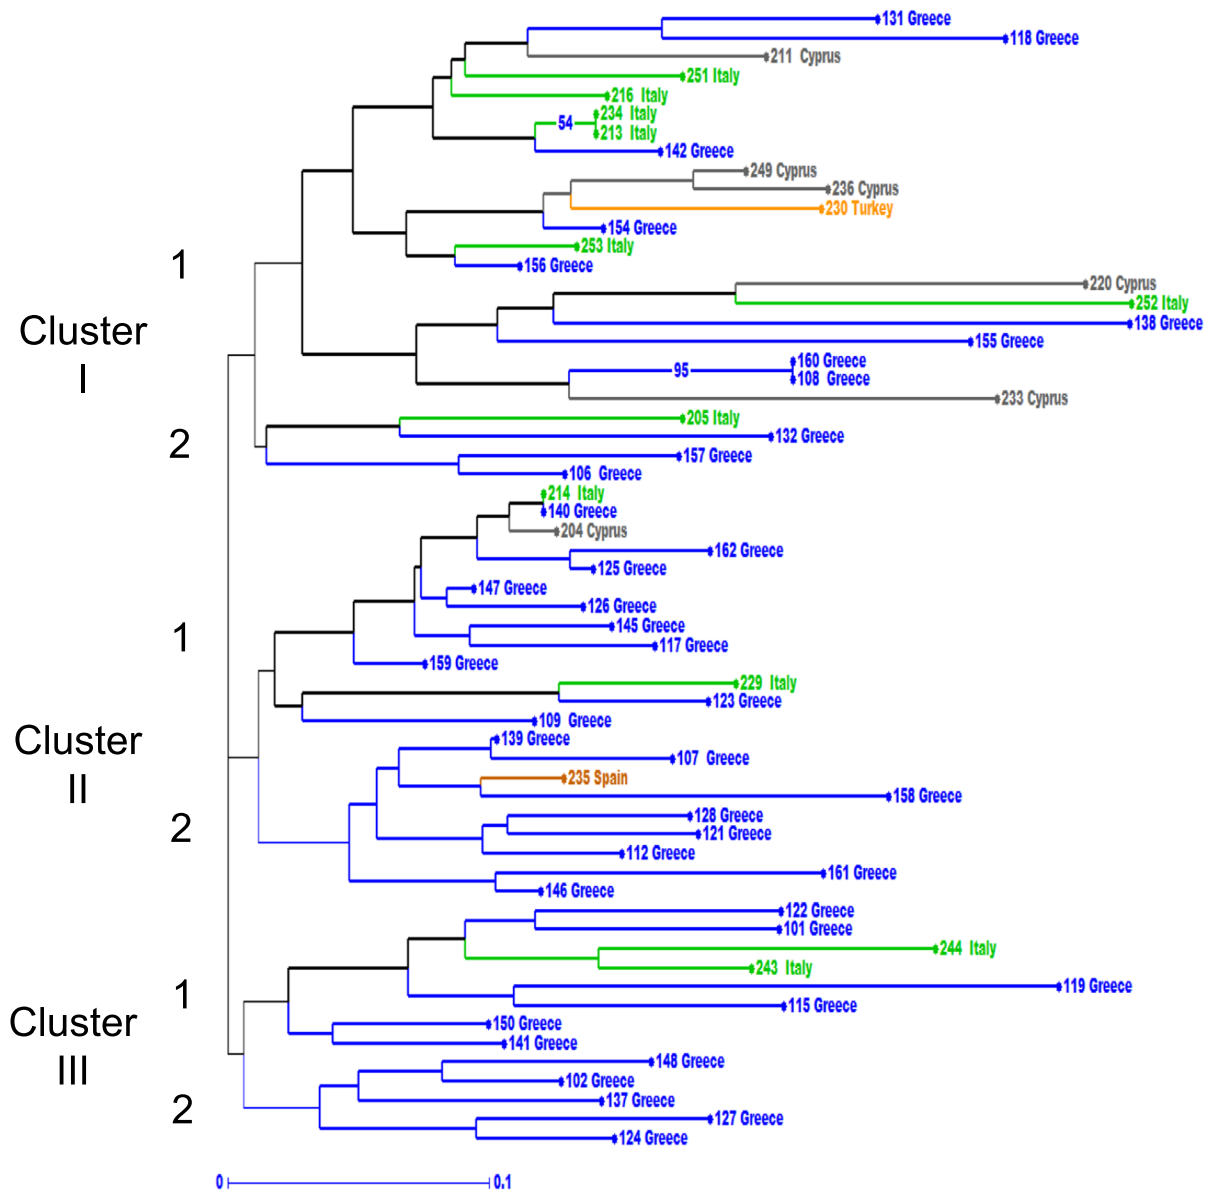 131 Greece
118 Greece
211 Cyprus
251 Italy
216 Italy
234 Italy
54
213 Italy
142 Greece
249 Cyprus
236 Cyprus
230 Turkey
154 Greece
253 Italy
1
156 Greece
220 Cyprus
252 Italy
138 Greece
Cluster
I
155 Greece
160 Greece
95
108 Greece
233 Cyprus
205 Italy
2
132 Greece
157 Greece
106 Greece
214 Italy
140 Greece
204 Cyprus
162 Greece
125 Greece
147 Greece
126 Greece
145 Greece
1
117 Greece
159 Greece
229 Italy
123 Greece
109 Greece
Cluster
II
139 Greece
107 Greece
235 Spain
158 Greece
128 Greece
2
121 Greece
112 Greece
161 Greece
146 Greece
122 Greece
101 Greece
244 Italy
243 Italy
119 Greece
1
115 Greece
Cluster
III
150 Greece
141 Greece
148 Greece
102 Greece
137 Greece
2
127 Greece
124 Greece
0 0.1